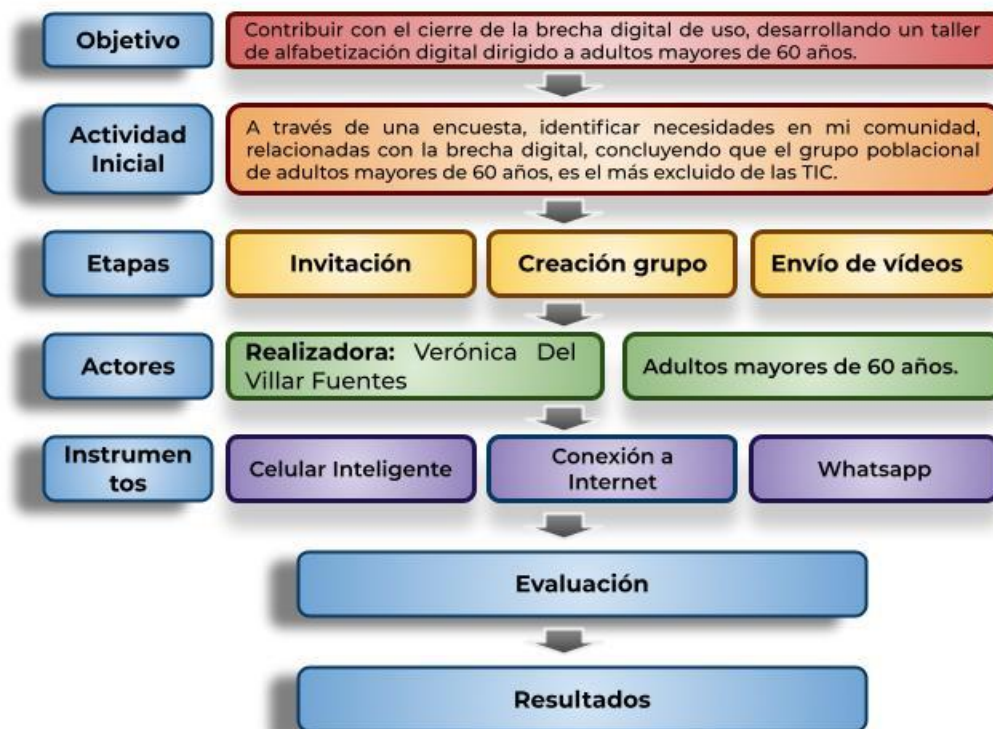 Objetivo
Contribuir con el cierre de la brecha digital de uso, desarrollando un taller
de alfabetización digital dirigido a adultos mayores de 60 años.
Actividad
Inicial
A través de una encuesta, identificar necesidades en mi comunidad,
relacionadas con la brecha digital, concluyendo que el grupo poblacional
de adultos mayores de 60 años, es el más excluido de las TIC.
Etapas
Invitación
Creación grupo
Envío de vídeos
Actores
Realizadora: Verónica Del
Villar Fuentes
Adultos mayores de 60 años.
Instrumen
tos
Celular Inteligente
Conexión a
Internet
Whatsapp
Evaluación
Resultados